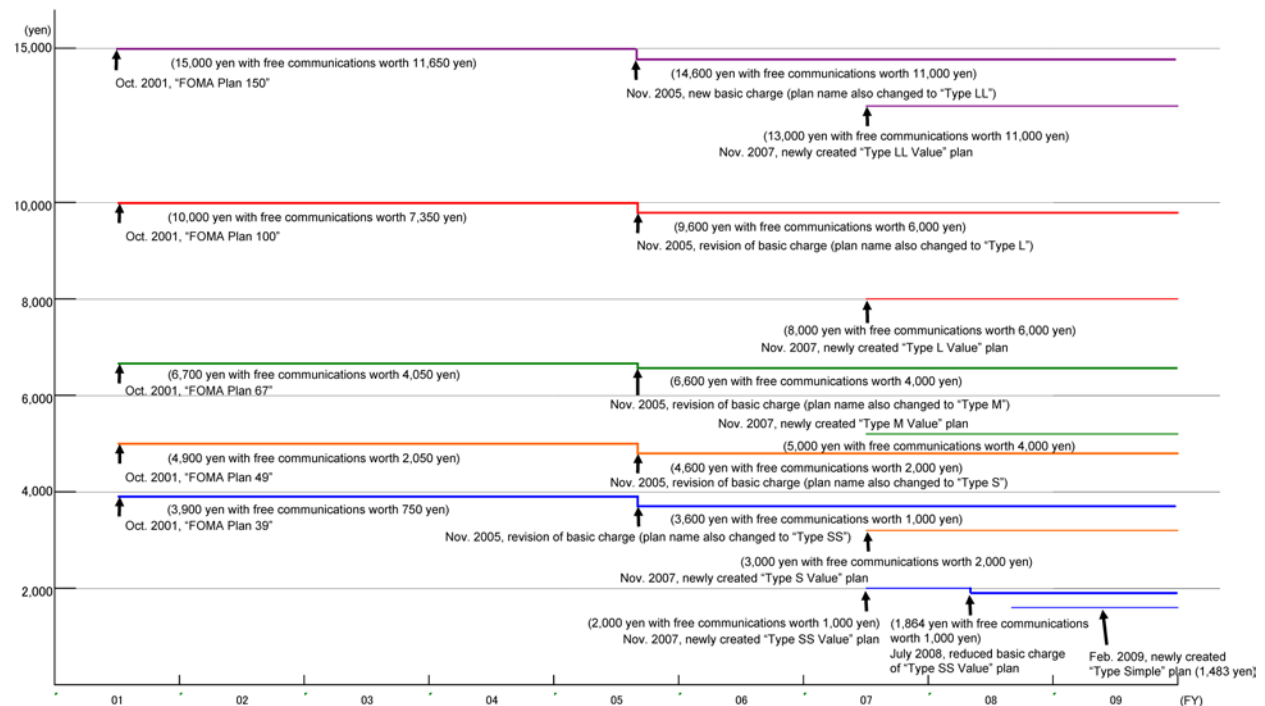 (yen)
15,000
(15,000 yen with free communications worth 11,650 yen)
Oct. 2001, “FOMA Plan 150”
(14,600 yen with free communications worth 11,000 yen)
Nov. 2005, new basic charge (plan name also changed to “Type LL”)
(13,000 yen with free communications worth 11,000 yen)
Nov. 2007, newly created “Type LL Value” plan
10,000
(10,000 yen with free communications worth 7,350 yen)
Oct. 2001, “FOMA Plan 100”
(9,600 yen with free communications worth 6,000 yen)
Nov. 2005, revision of basic charge (plan name also changed to “Type L”)
8,000
(8,000 yen with free communications worth 6,000 yen)
Nov. 2007, newly created “Type L Value” plan
(6,700 yen with free communications worth 4,050 yen)
Oct. 2001, “FOMA Plan 67”
(6,600 yen with free communications worth 4,000 yen)
6,000
Nov. 2005, revision of basic charge (plan name also changed to “Type M”)
Nov. 2007, newly created “Type M Value” plan
(5,000 yen with free communications worth 4,000 yen)
(4,900 yen with free communications worth 2,050 yen)
Oct. 2001, “FOMA Plan 49”
(4,600 yen with free communications worth 2,000 yen)
Nov. 2005, revision of basic charge (plan name also changed to “Type S”)
4,000
(3,900 yen with free communications worth 750 yen)
Oct. 2001, “FOMA Plan 39”
(3,600 yen with free communications worth 1,000 yen)
Nov. 2005, revision of basic charge (plan name also changed to “Type SS”)
(3,000 yen with free communications worth 2,000 yen)
Nov. 2007, newly created “Type S Value” plan
2,000
(2,000 yen with free communications worth 1,000 yen)
Nov. 2007, newly created “Type SS Value” plan
(1,864 yen with free communications
worth 1,000 yen)
July 2008, reduced basic charge
of “Type SS Value” plan
Feb. 2009, newly created
“Type Simple” plan (1,483 yen)
01 02 03 04 05 06 07 08 09 (FY)